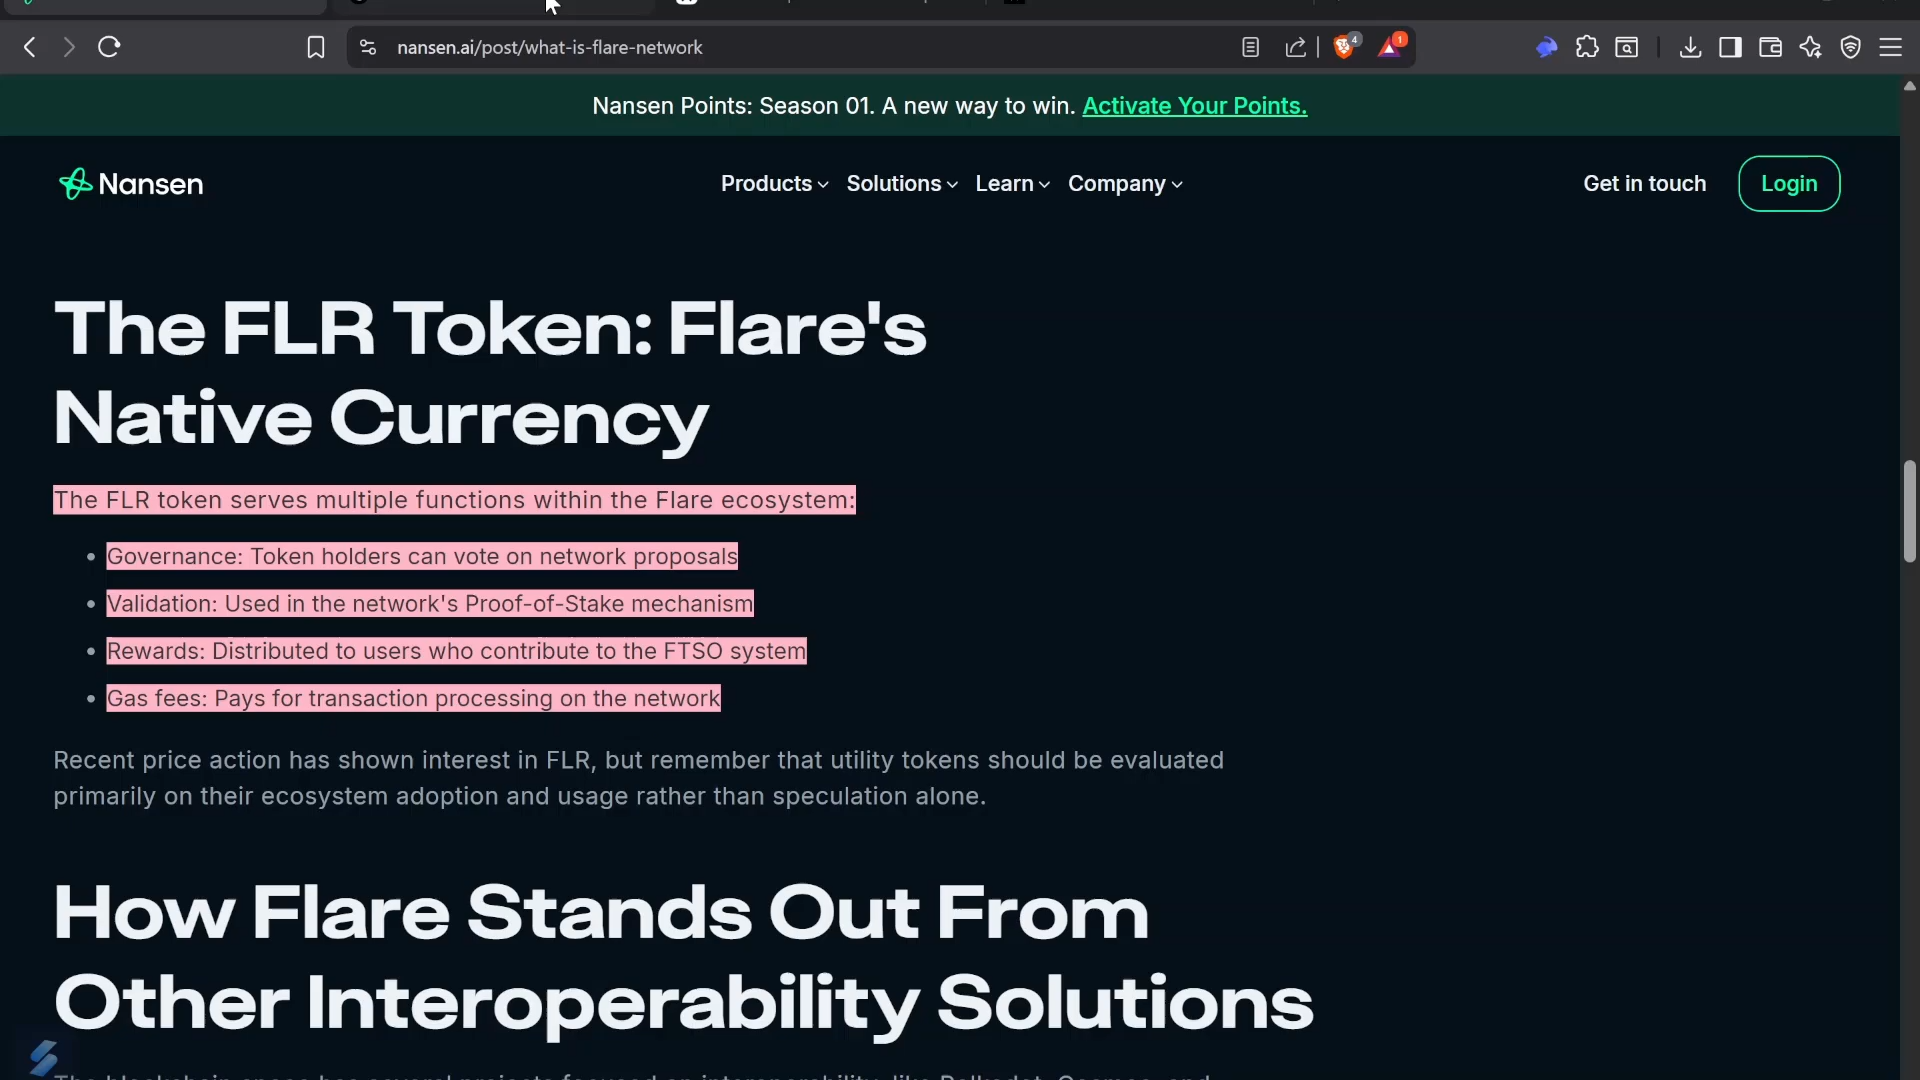 nansen.ai/post/what-is-flare-network
4
1
Nansen Points: Season 01. A new way to win. Activate Your Points.
Nansen
Products
Solutions
Learn
Company
Get in touch
Login
The FLR Token: Flare's
Native Currency
The FLR token serves multiple functions within the Flare ecosystem:
Governance: Token holders can vote on network proposals
Validation: Used in the network's Proof-of-Stake mechanism
Rewards: Distributed to users who contribute to the FTSO system
Gas fees: Pays for transaction processing on the network
Recent price action has shown interest in FLR, but remember that utility tokens should be evaluated
primarily on their ecosystem adoption and usage rather than speculation alone.
How Flare Stands Out From
Other Interoperability Solutions